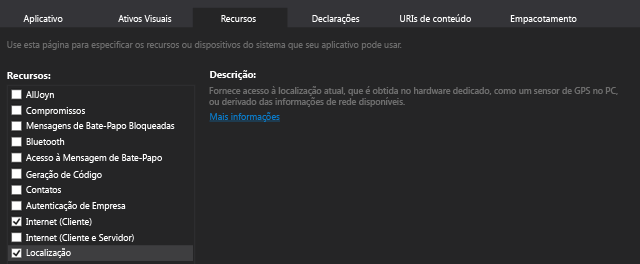 Aplicativo Ativos Visuais Recursos Declarações URIs de conteúdo Empacotamento
Use esta página para especificar os recursos ou dispositivos do sistema que seu aplicativo pode usar.
Recursos:
AllJoyn
Compromissos
Mensagens de Bate-Papo Bloqueadas
Bluetooth
Acesso à Mensagem de Bate-Papo
Geração de Código
Contatos
Autenticação de Empresa
Internet (Cliente)
Internet (Cliente e Servidor)
Localização
Descrição:
Fornece acesso à localização atual, que é obtida no hardware dedicado, como um sensor de GPS no PC,
ou derivado das informações de rede disponíveis.
Mais informações